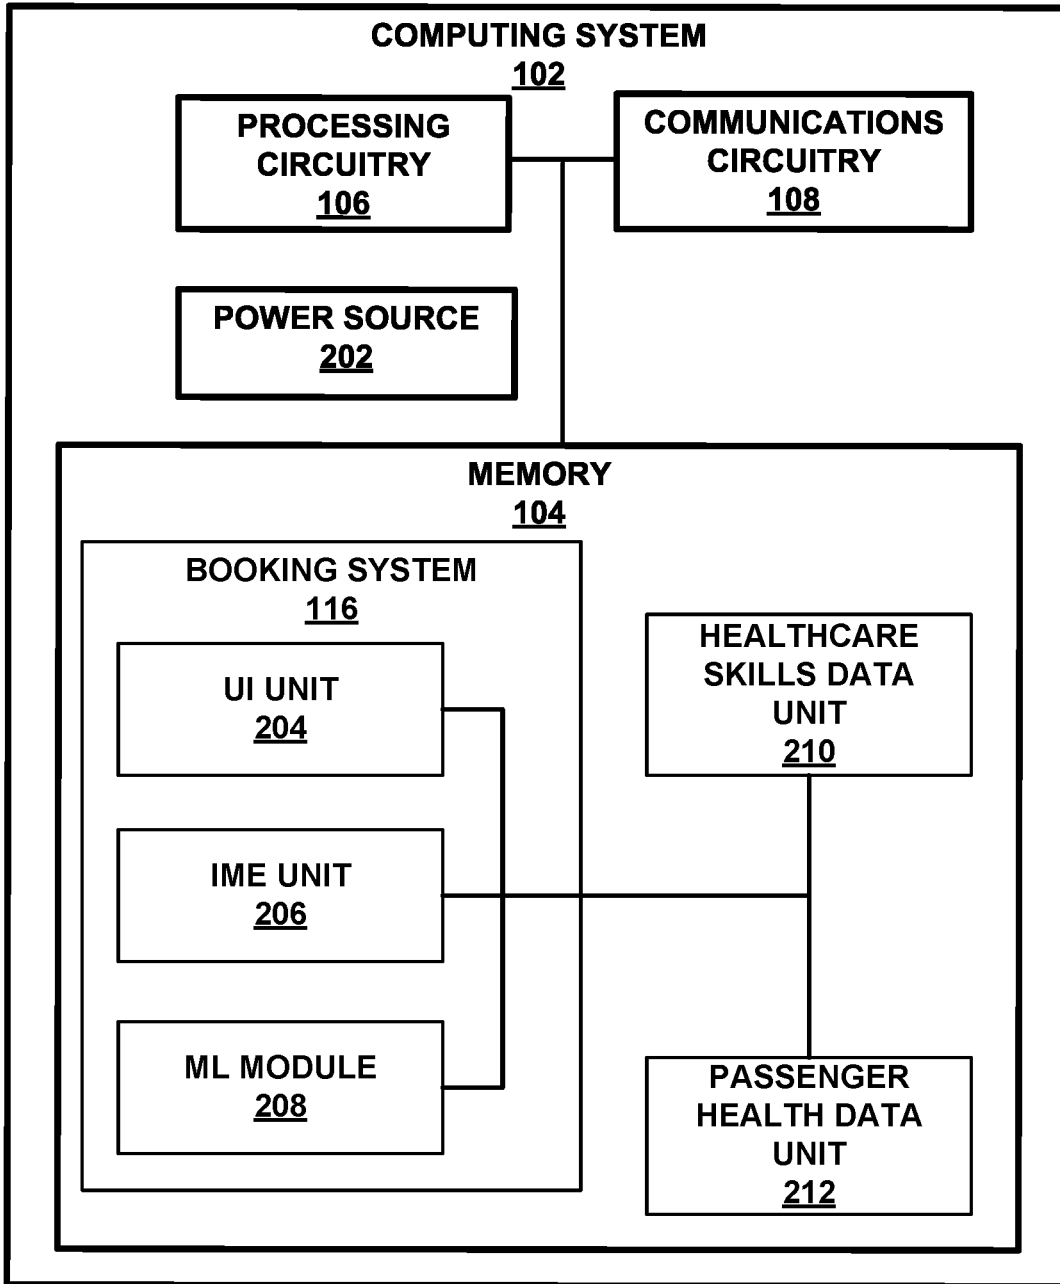 COMPUTING SYSTEM
102
PROCESSING
CIRCUITRY
106
COMMUNICATIONS
CIRCUITRY
108
POWER SOURCE
202
MEMORY
104
BOOKING SYSTEM
116
UI UNIT
204
IME UNIT
206
ML MODULE
208
HEALTHCARE
SKILLS DATA
UNIT
210
PASSENGER
HEALTH DATA
UNIT
212